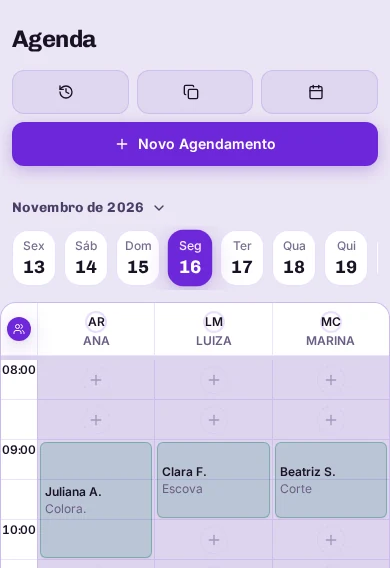 Agenda
Novo Agendamento
Novembro de 2026
Sex Sáb Dom Seg Ter Qua Qui
13 14 15 16 17 18 19
AR LM MC
ANA LUIZA MARINA
08:00
09:00
Juliana A.
Colora.
Clara F.
Escova
Beatriz S.
Corte
10:00